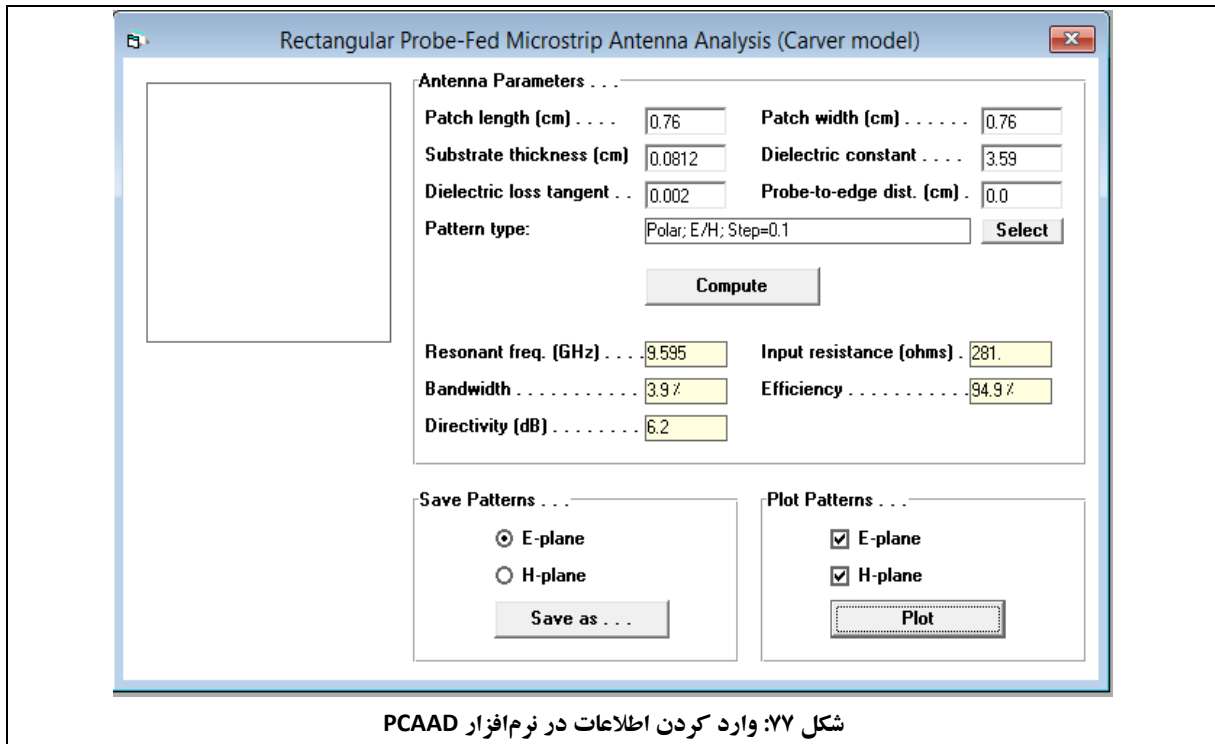 Rectangular Probe-Fed Microstrip Antenna Analysis (Carver model)
Antenna Parameters . . .
Patch length (cm) . . . . 0.76 Patch width (cm) . . . . . . 0.76
Substrate thickness (cm) 0.0812 Dielectric constant . . . . 3.59
Dielectric loss tangent . . 0.002 Probe-to-edge dist. (cm) . 0.0
Pattern type: Polar; E/H; Step=0.1 Select
Compute
Resonant freq. (GHz) . . . . 9.595 Input resistance (ohms) . 281.
Bandwidth . . . . . . . . . . . 3.9 % Efficiency . . . . . . . . . . . 94.9 %
Directivity (dB) . . . . . . . . 6.2
Save Patterns . . . Plot Patterns . . .
E-plane E-plane
H-plane H-plane
Save as . . . Plot
شکل ۷۷: وارد کردن اطلاعات در نرم‌افزار PCAAD